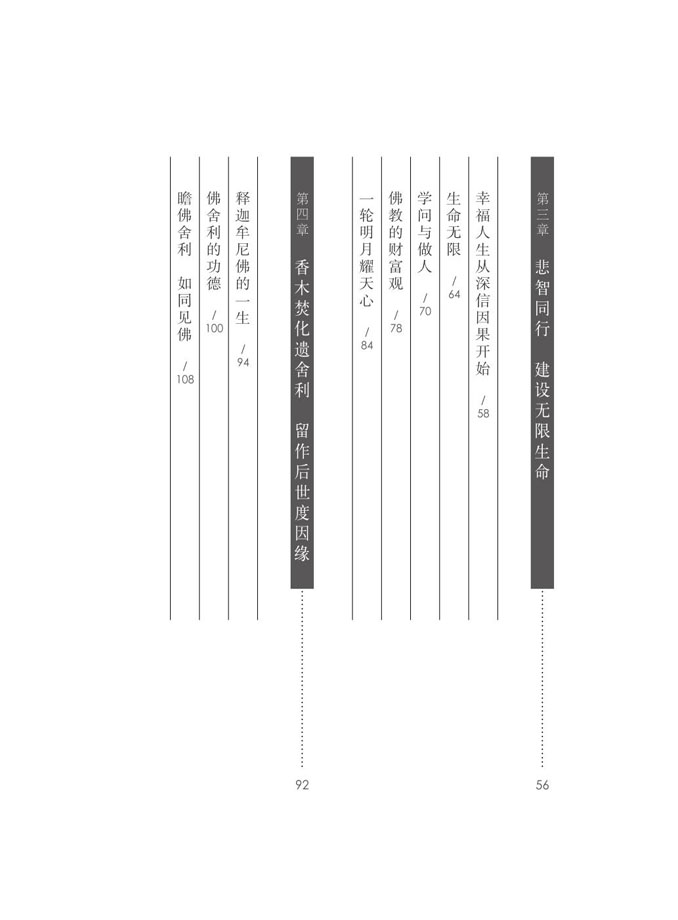 第三章 悲智同行 建设无限生命 56
幸福人生从深信因果开始 / 58
生命无限 / 64
学问与做人 / 70
佛教的财富观 / 78
一轮明月耀天心 / 84
第四章 香木焚化遗舍利 留作后世度因缘 92
释迦牟尼佛的一生 / 94
佛舍利的功德 / 100
瞻佛舍利 如同见佛 / 108